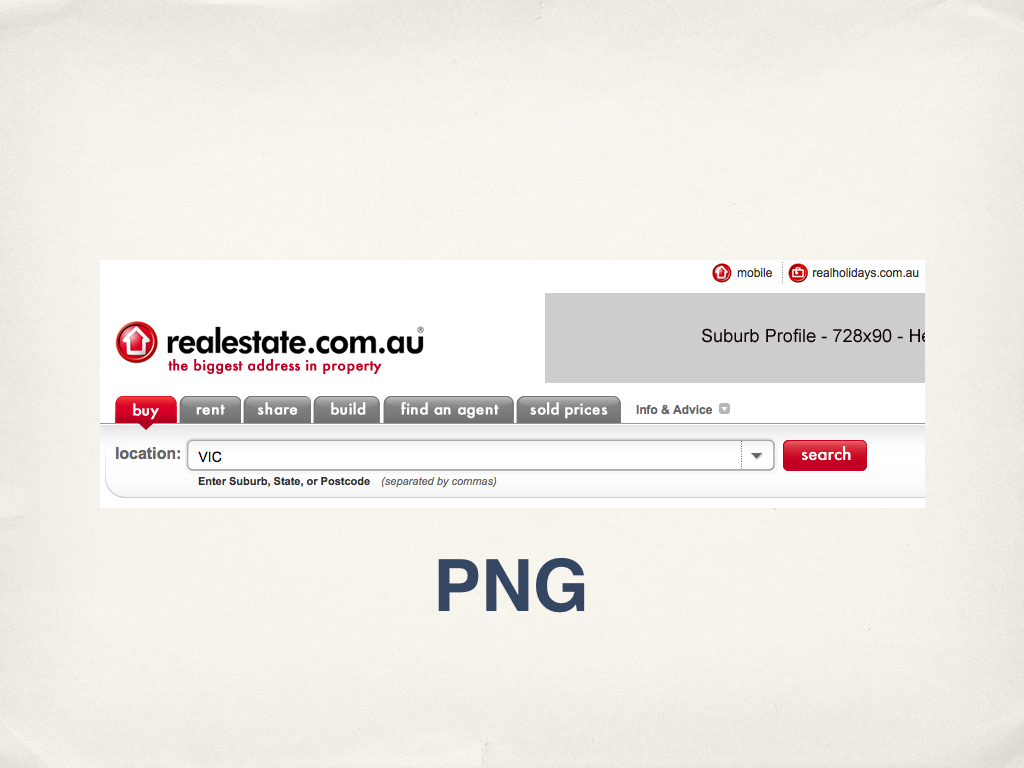 mobile realholidays.com.au
Suburb Profile - 728x90 -
realestate.com.au®
the biggest address in property
buy rent share build find an agent sold prices Info & Advice
location: VIC search
Enter Suburb, State, or Postcode (separated by commas)
PNG